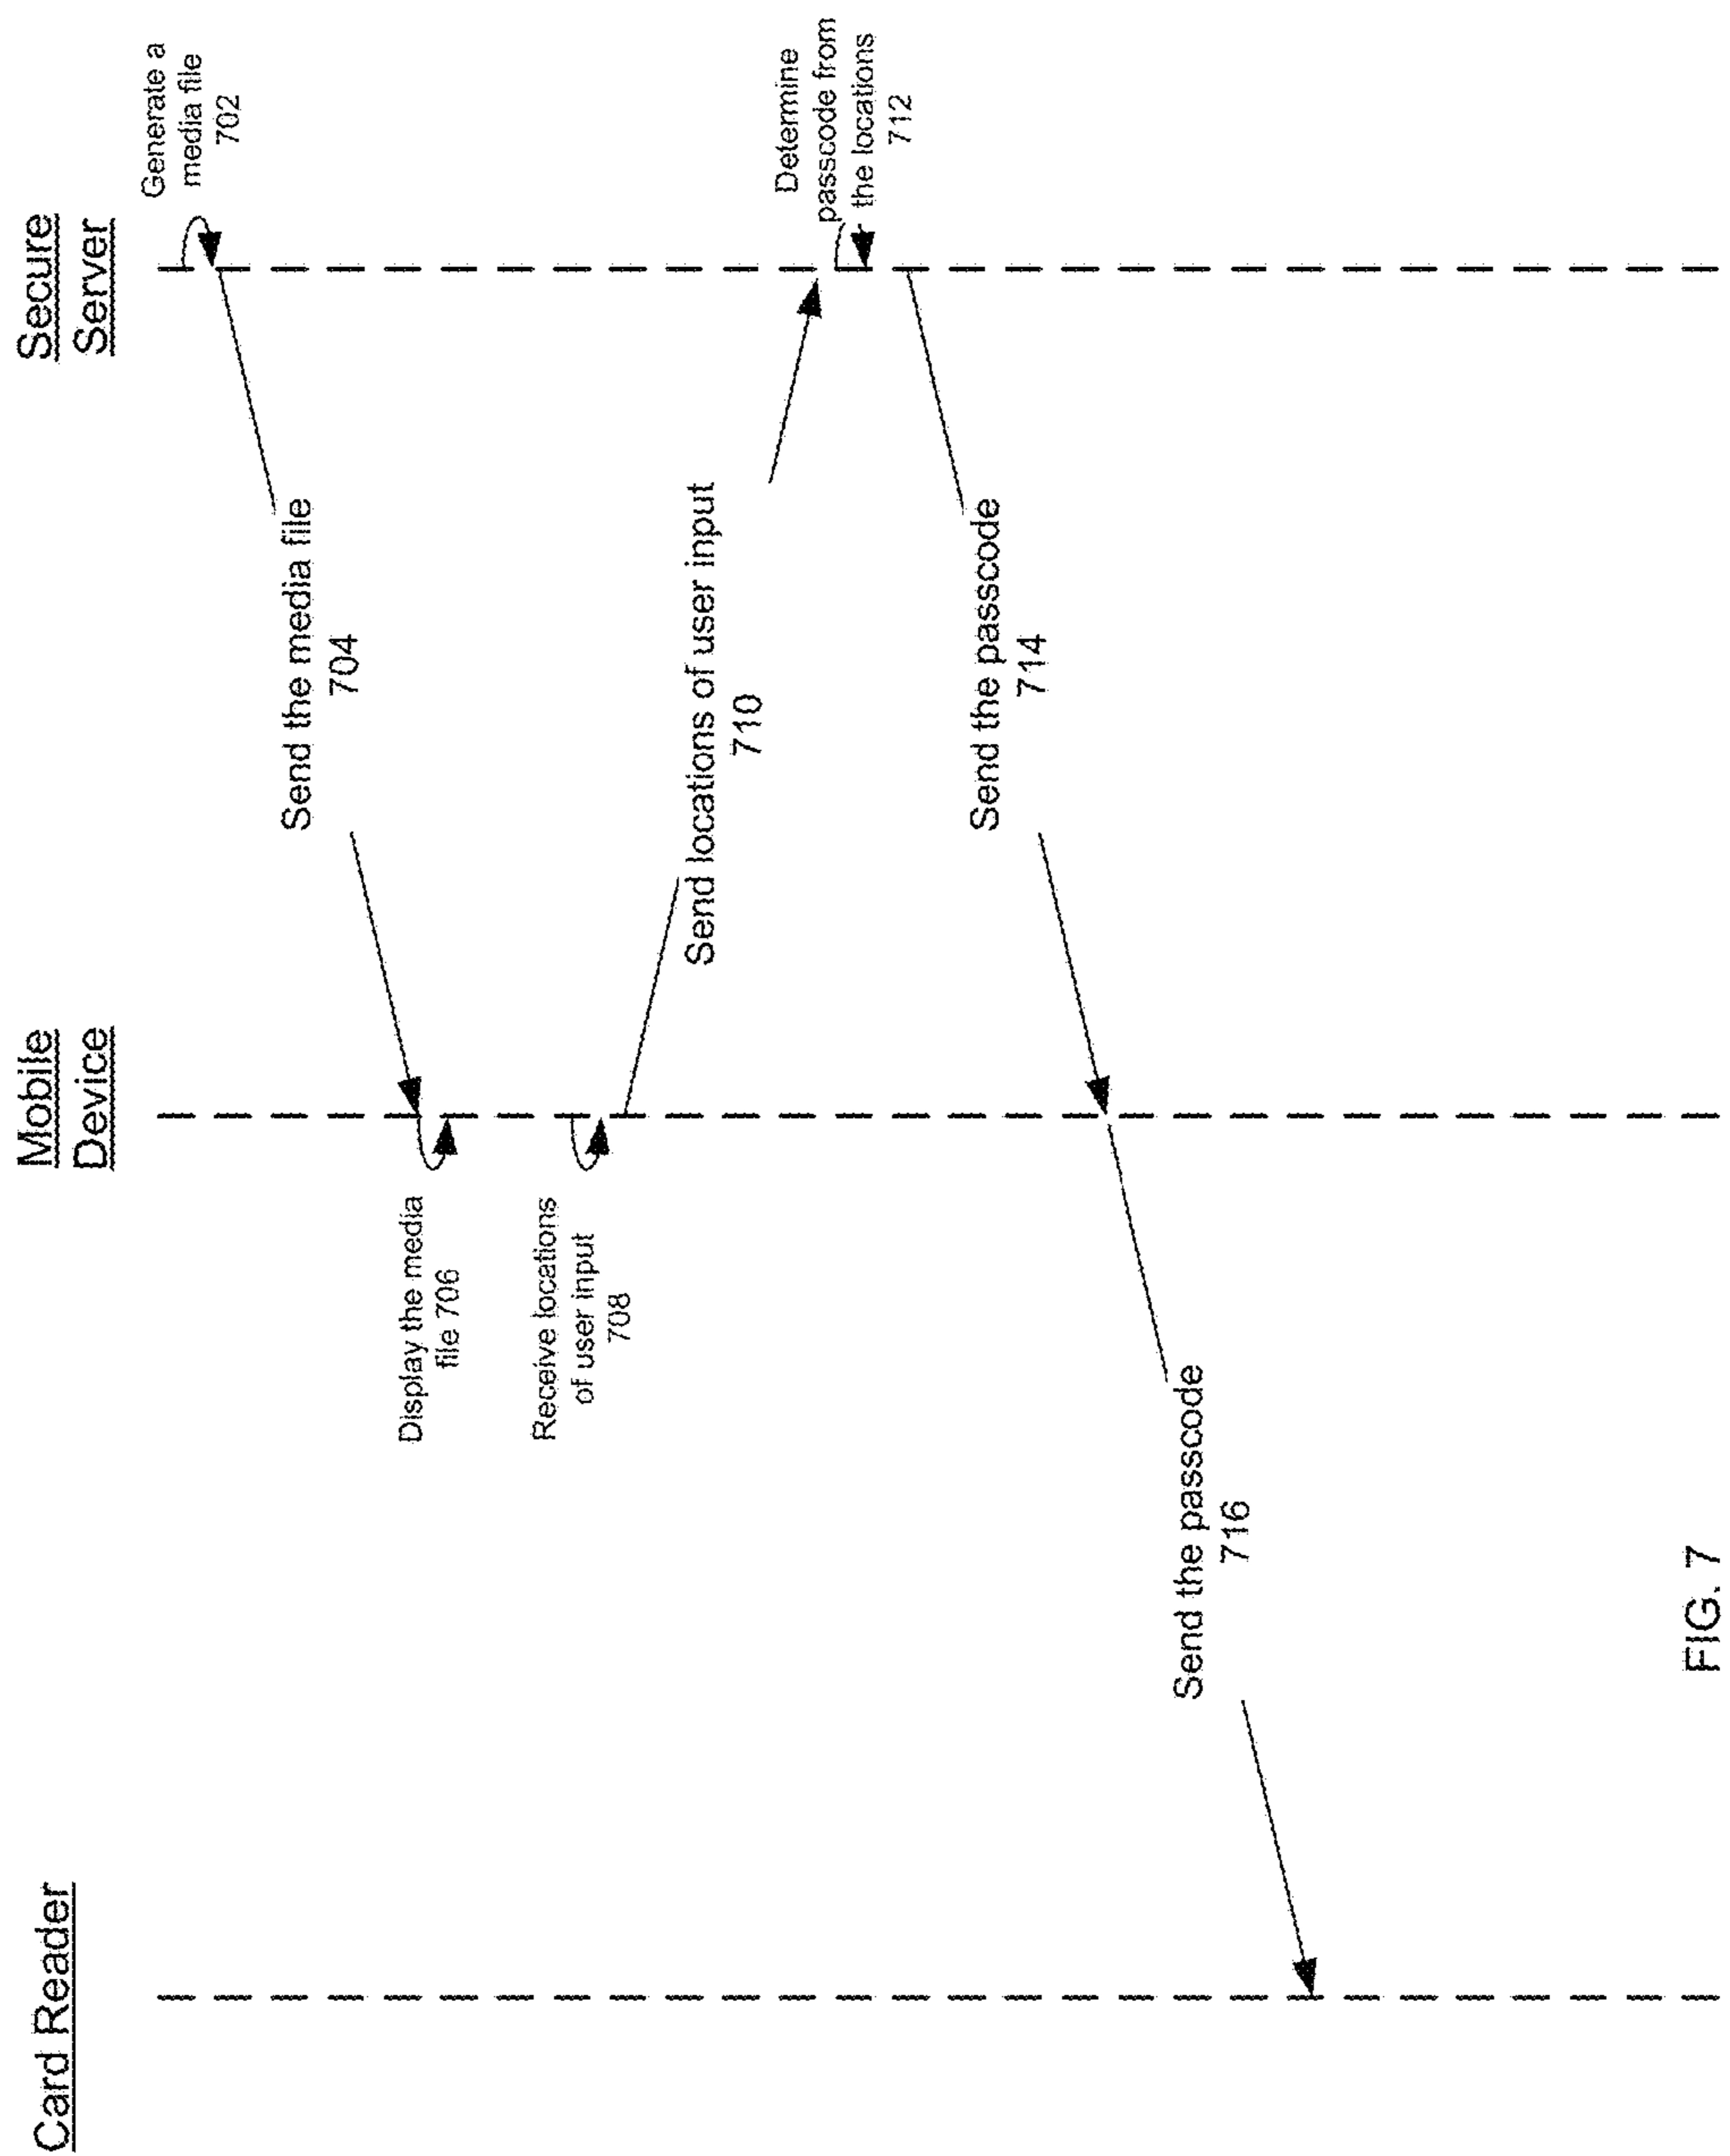 Card Reader
Mobile
Device
Secure
Server
Generate a
media file
702
Send the media file
704
Display the media
file 706
Receive locations
of user input
708
Send locations of user input
710
Determine
passcode from
the locations
712
Send the passcode
714
Send the passcode
716
FIG. 7